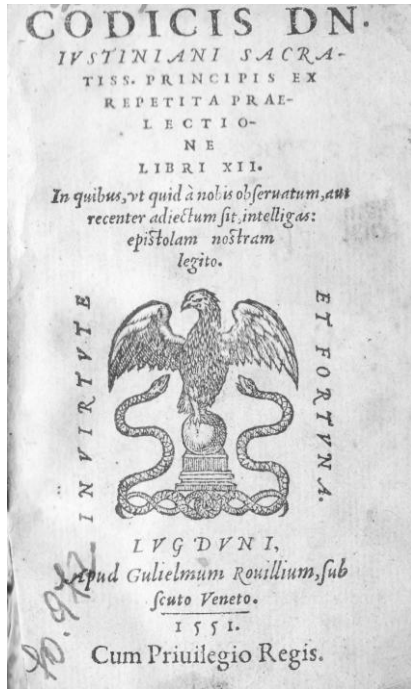 CODICIS DN.
IVSTINIANI SACRA-
TISS. PRINCIPIS EX
REPETITA PRAE-
LECTIO-
NE
LIBRI XII.
In quibus, vt quid à nobis obseruatum, aut
recenter adiectum sit, intelligas:
epistolam nostram
legito.
IN VIRTVTE
ET FORTVNA.
LVGDVNI,
Apud Gulielmum Rouillium, sub
scuto Veneto.
1551.
Cum Priuilegio Regis.